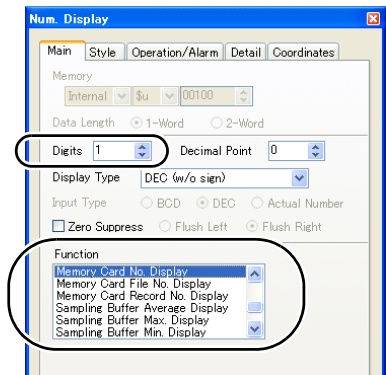 Num. Display
Main Style Operation/Alarm Detail Coordinates
Memory
Internal $u 00100
Data Length 1-Word 2-Word
Digits 1 Decimal Point 0
Display Type DEC (w/o sign)
Input Type BCD DEC Actual Number
Zero Suppress Flush Left Flush Right
Function
Memory Card No. Display
Memory Card File No. Display
Memory Card Record No. Display
Sampling Buffer Average Display
Sampling Buffer Max. Display
Sampling Buffer Min. Display